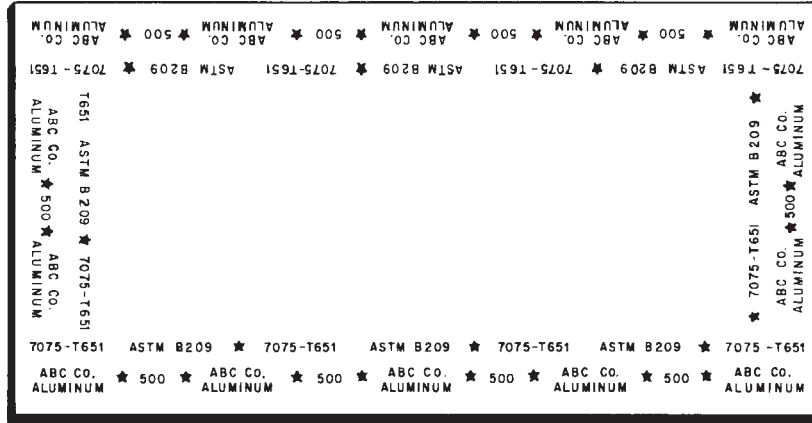 ABC Co. ★ 500 ★ ABC Co. ★ 500 ★ ABC Co. ★ 500 ★ ABC Co. ★ 500 ★ ABC Co.
ALUMINUM ALUMINUM ALUMINUM ALUMINUM ALUMINUM
7075-T651 ASTM B209 ★ 7075-T651 ASTM B209 ★ 7075-T651 ASTM B209 ★ 7075-T651
ABC Co. ★ 500 ★ ABC Co.
ALUMINUM ALUMINUM
T651 ASTM B209 ★ 7075-T651
★ 7075-T651 ASTM B209 ★
ABC CO. ★ 500 ★ ABC CO.
ALUMINUM ALUMINUM
7075-T651 ASTM B209 ★ 7075-T651 ASTM B209 ★ 7075-T651 ASTM B209 ★ 7075-T651
ABC CO. ★ 500 ★ ABC CO. ★ 500 ★ ABC CO. ★ 500 ★ ABC CO. ★ 500 ★ ABC CO.
ALUMINUM ALUMINUM ALUMINUM ALUMINUM ALUMINUM